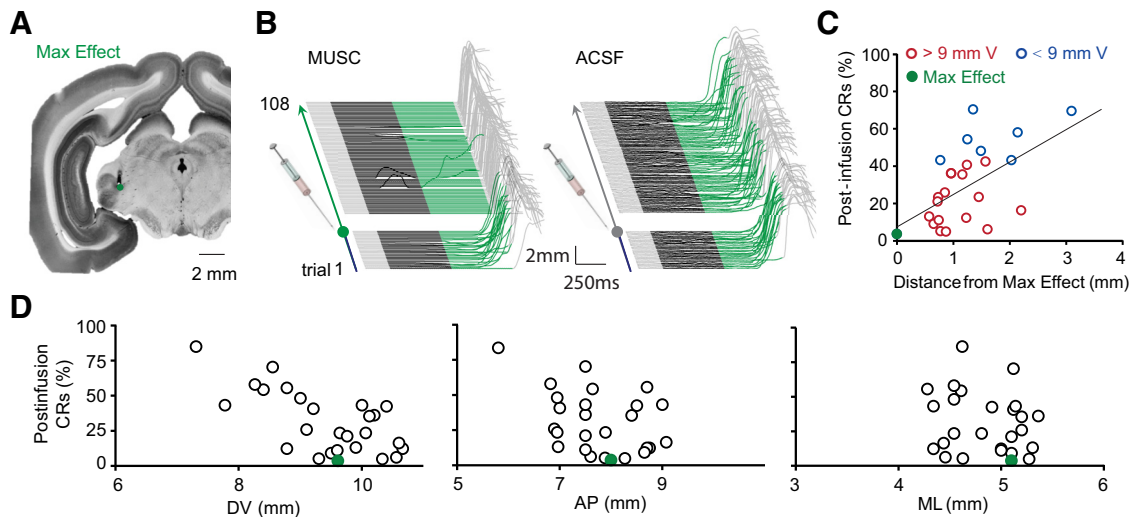 A
Max Effect
2 mm
B
MUSC
ACSF
108
trial 1
2mm
250ms
C
> 9 mm V
< 9 mm V
Max Effect
Post-infusion CRs (%)
100
80
60
40
20
0
0 1 2 3 4
Distance from Max Effect (mm)
D
Postinfusion
CRs (%)
100
75
50
25
0
6 8 10
DV (mm)
5 6 7 8 9
AP (mm)
3 4 5 6
ML (mm)